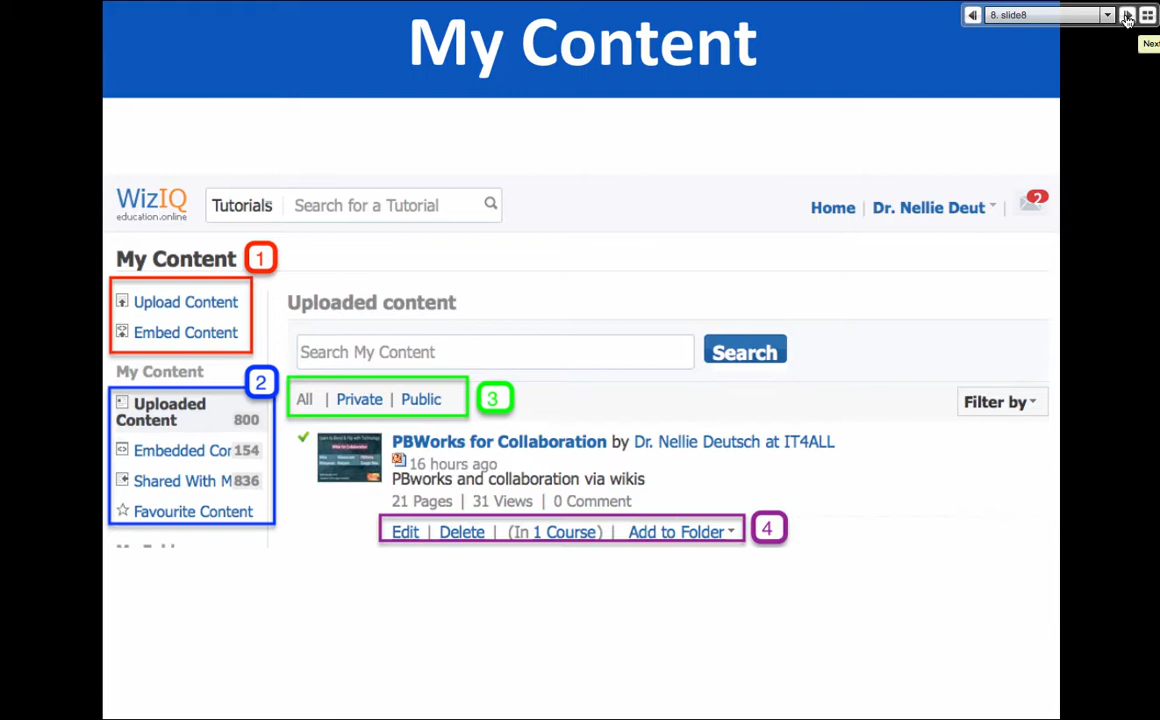 My Content
8. slide8
Next
WizIQ
education.online
Tutorials
Search for a Tutorial
Home | Dr. Nellie Deut |
2
My Content
1
Upload Content
Embed Content
My Content
2
Uploaded
Content 800
Embedded Cor 154
Shared With M 836
Favourite Content
Uploaded content
Search My Content
Search
All | Private | Public
3
Filter by
PBWorks for Collaboration by Dr. Nellie Deutsch at IT4ALL
16 hours ago
PBworks and collaboration via wikis
21 Pages | 31 Views | 0 Comment
Edit | Delete | (In 1 Course) | Add to Folder
4